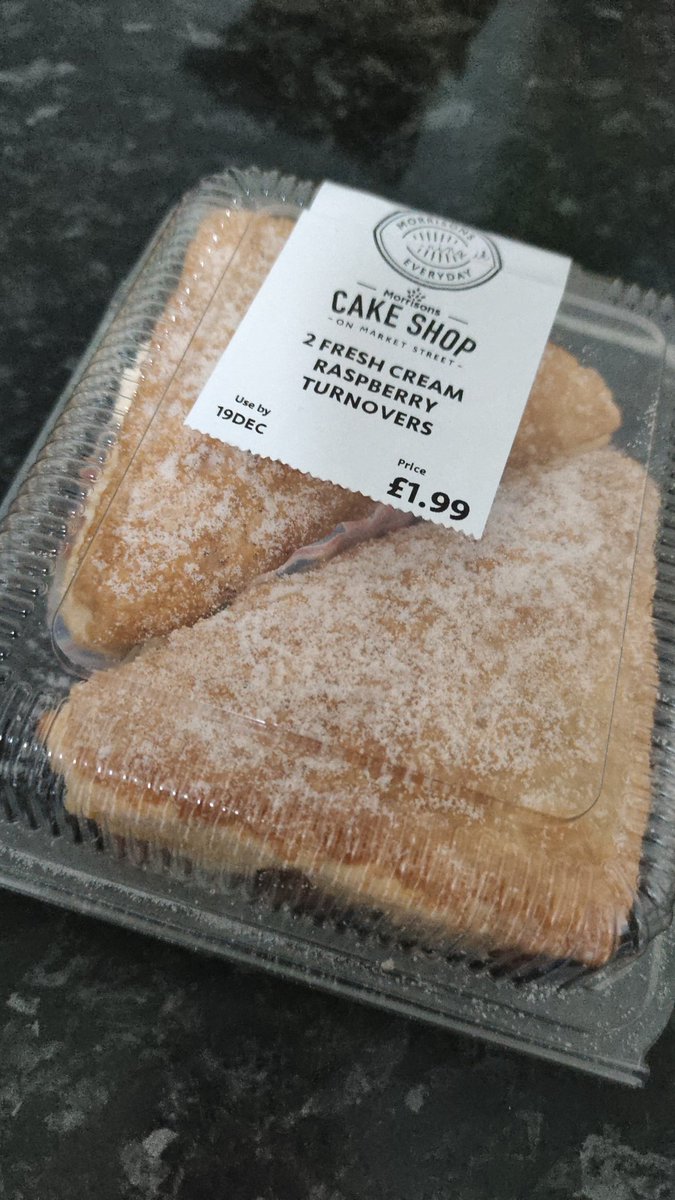 MORRISONS
EVERYDAY
Morrisons
CAKE SHOP
- ON MARKET STREET -
2 FRESH CREAM
RASPBERRY
TURNOVERS
Use by
19DEC
Price
£1.99